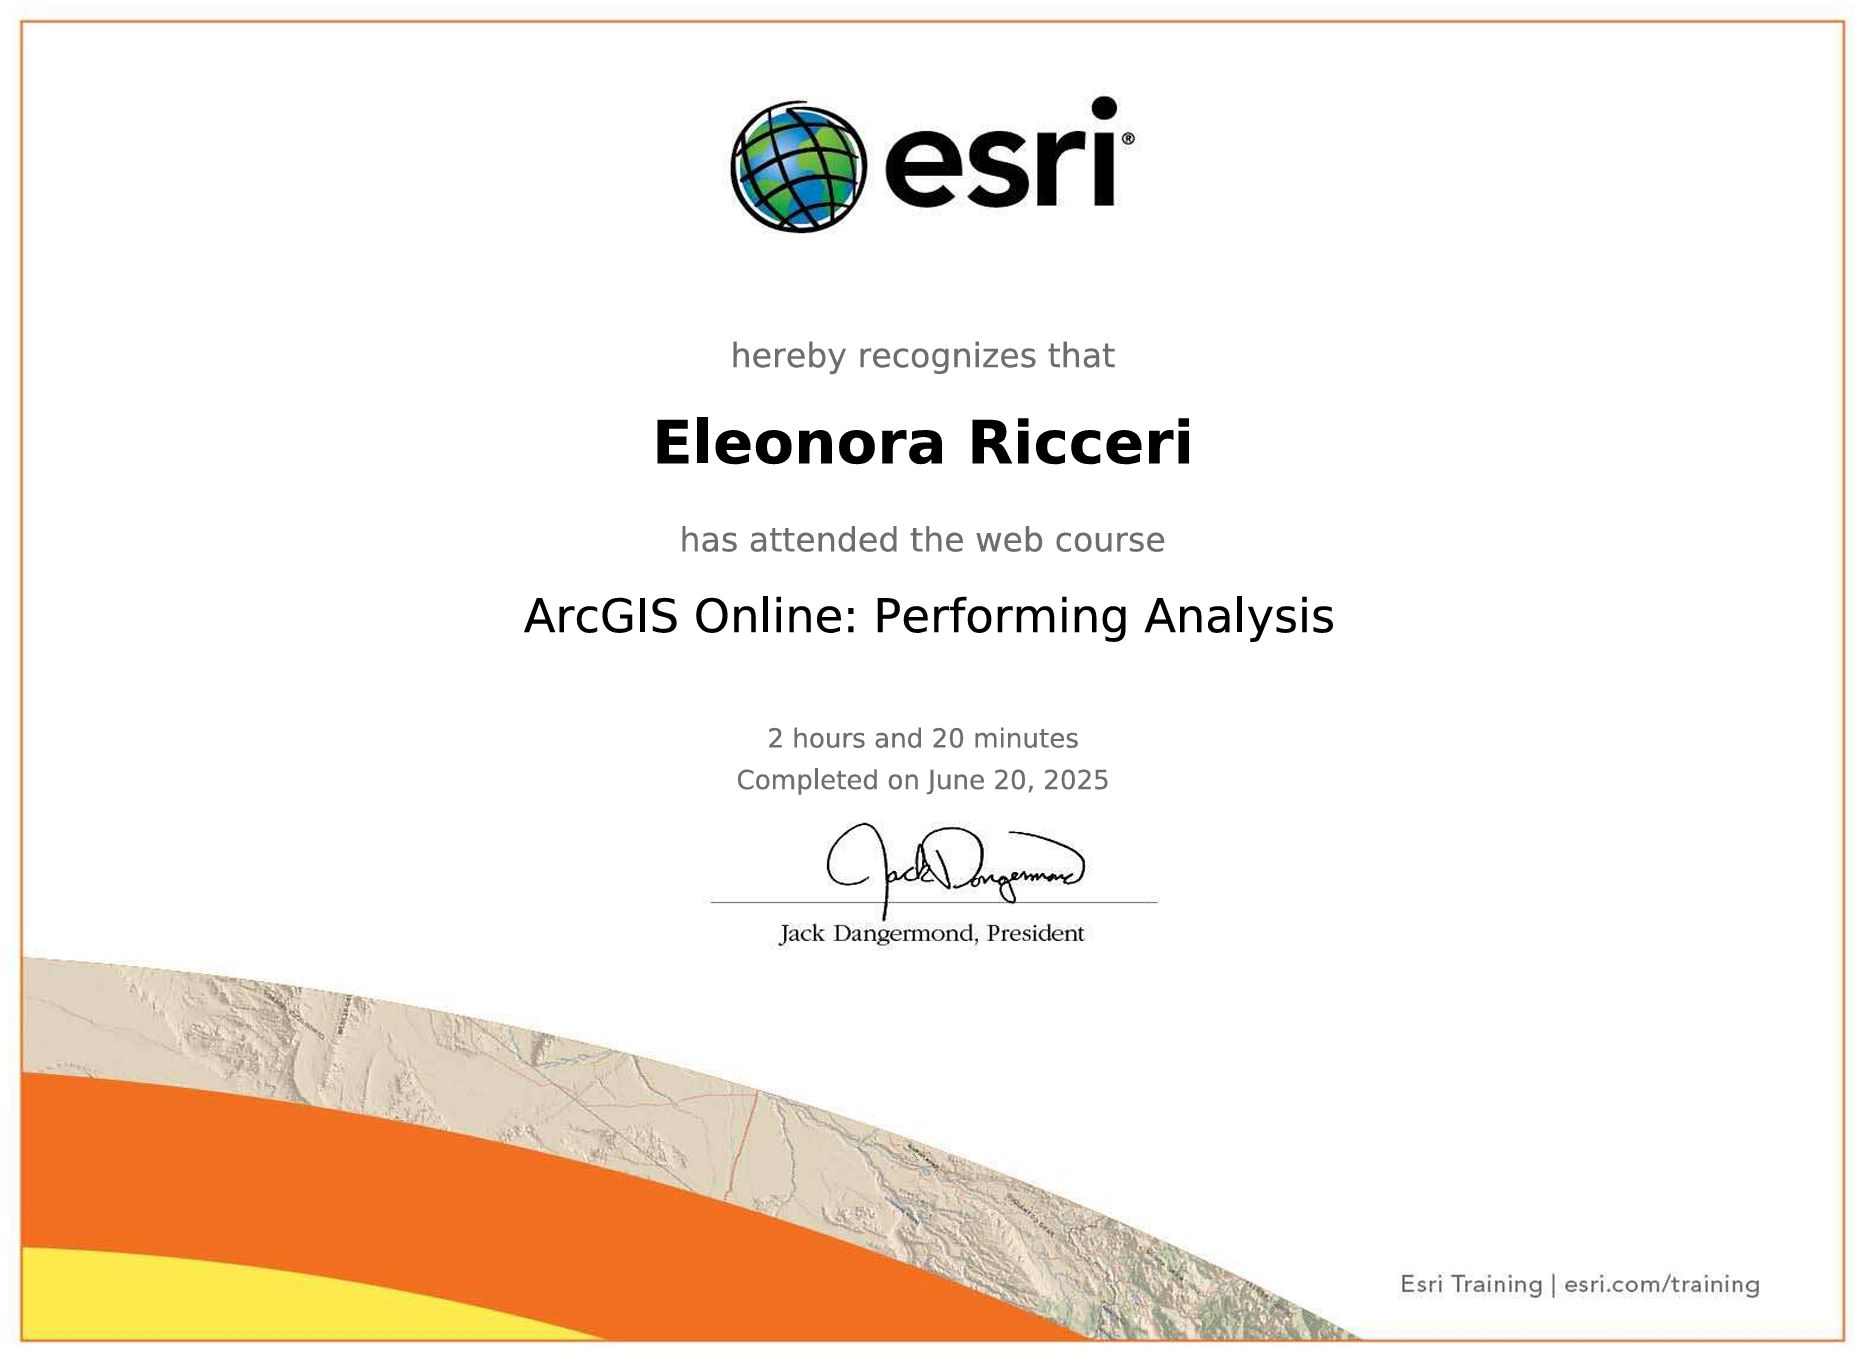 esri®
hereby recognizes that
Eleonora Ricceri
has attended the web course
ArcGIS Online: Performing Analysis
2 hours and 20 minutes
Completed on June 20, 2025
Jack Dangermond
Jack Dangermond, President
Esri Training | esri.com/training